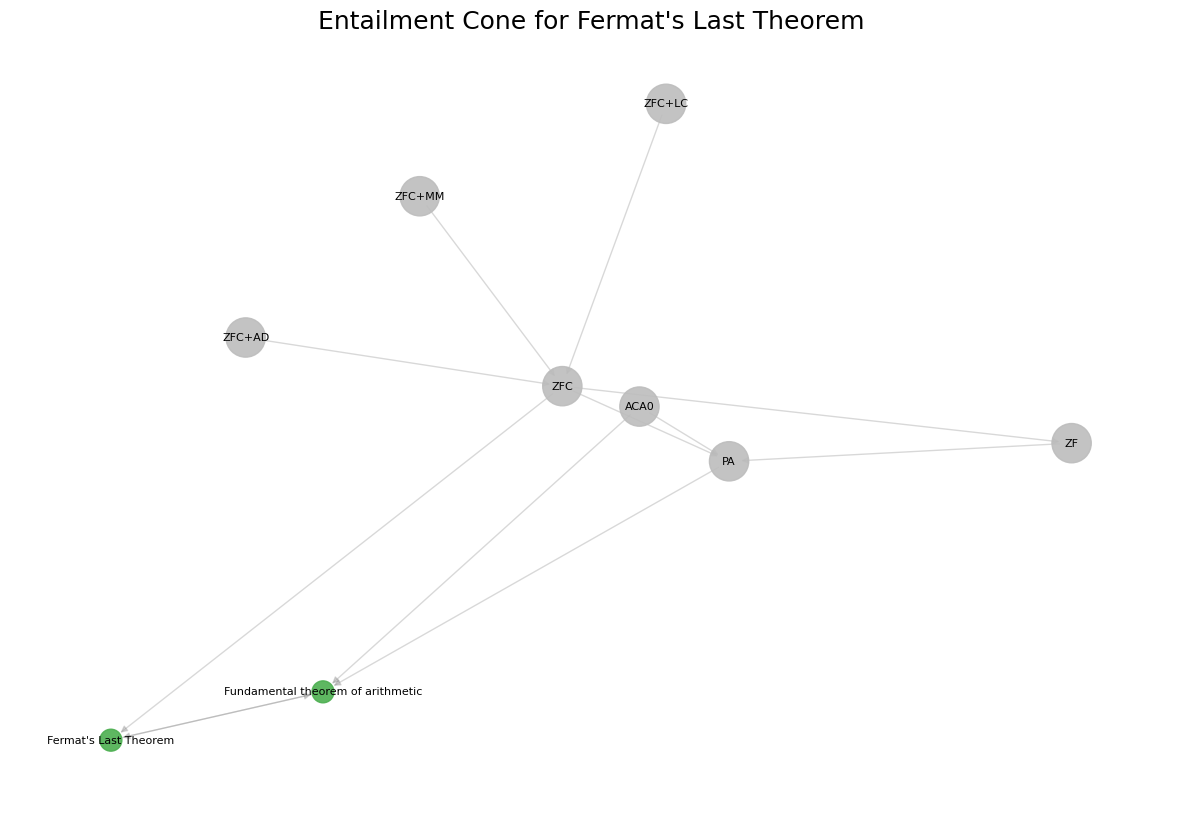 Entailment Cone for Fermat's Last Theorem
ZFC+LC
ZFC+MM
ZFC+AD
ZFC
ACA0
ZF
PA
Fundamental theorem of arithmetic
Fermat's Last Theorem